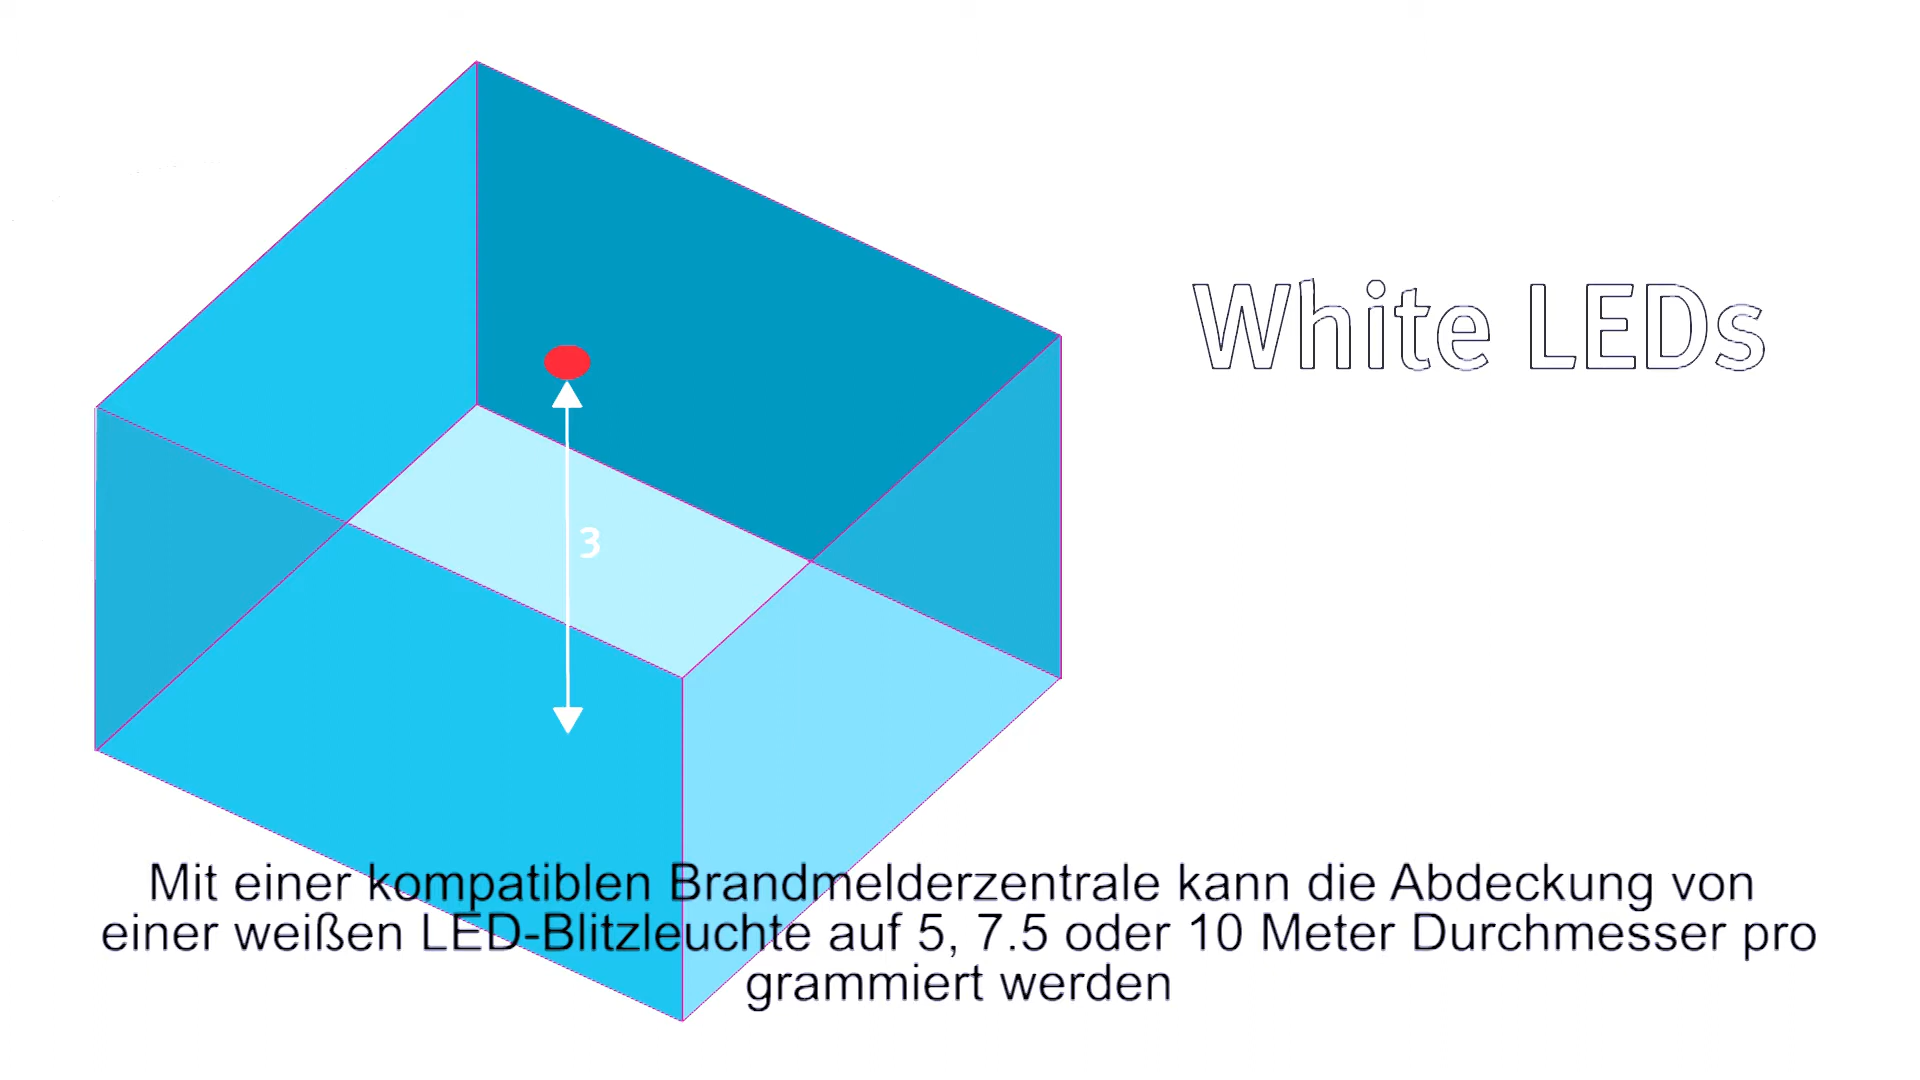 White LEDs
3
Mit einer kompatiblen Brandmelderzentrale kann die Abdeckung von
einer weißen LED-Blitzleuchte auf 5, 7.5 oder 10 Meter Durchmesser pro
grammiert werden